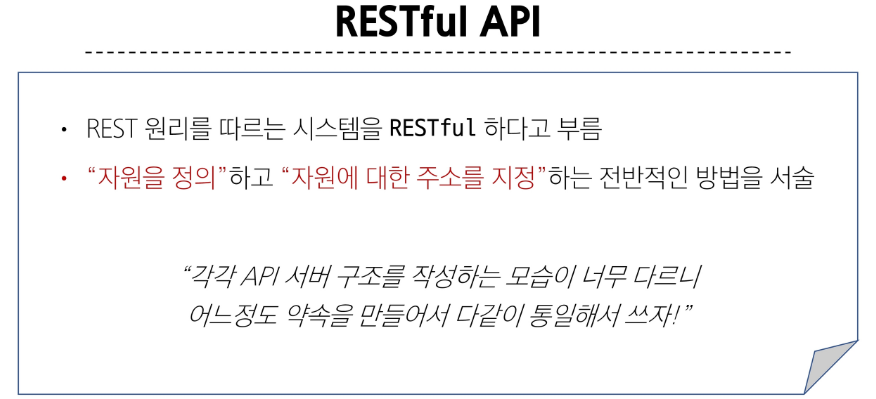 RESTful API
• REST 원리를 따르는 시스템을 RESTful 하다고 부름
• “자원을 정의”하고 “자원에 대한 주소를 지정”하는 전반적인 방법을 서술
“각각 API 서버 구조를 작성하는 모습이 너무 다르니
어느정도 약속을 만들어서 다같이 통일해서 쓰자!”